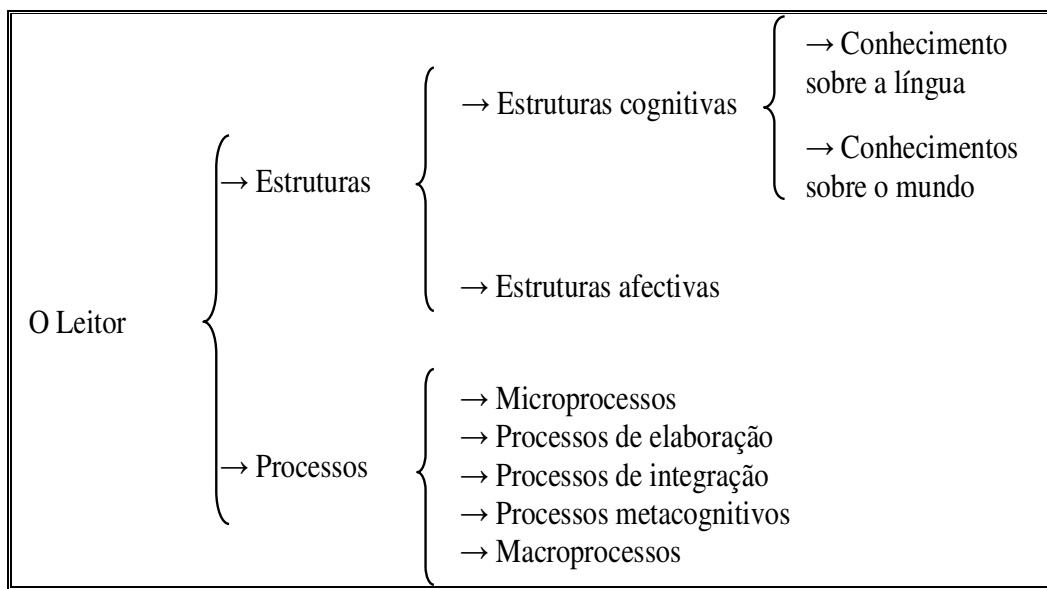 O Leitor
→ Estruturas
→ Estruturas cognitivas
→ Conhecimento
sobre a língua
→ Conhecimentos
sobre o mundo
→ Estruturas afectivas
→ Processos
→ Microprocessos
→ Processos de elaboração
→ Processos de integração
→ Processos metacognitivos
→ Macroprocessos